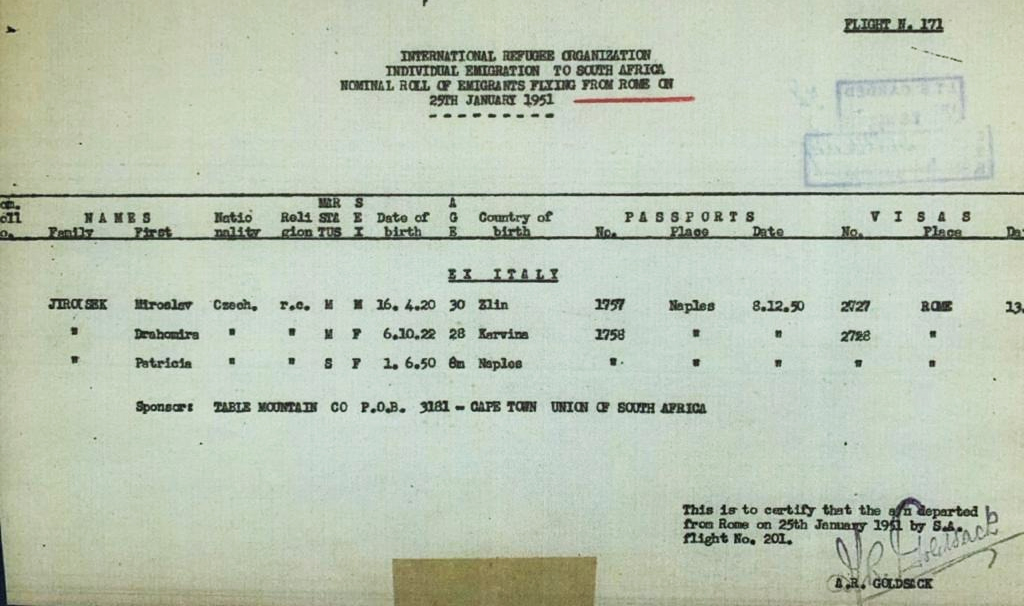 FLIGHT N. 171
INTERNATIONAL REFUGEE ORGANIZATION
INDIVIDUAL EMIGRATION TO SOUTH AFRICA
NOMINAL ROLL OF EMIGRANTS FLYING FROM ROME ON
25TH JANUARY 1951
NAMES Natio Reli MAR STA TUS SEX Date of AGE Country of PASSPORTS VISAS
Family First nality gion birth birth No. Place Date No. Place
EX ITALY
JIROUSEK Miroslav Czech. r.c. M M 16. 4.20 30 Zlin 1757 Naples 8.12.50 2727 ROME 13.
" Drahomira " " M F 6.10.22 28 Karvina 1758 " " 2728 "
" Patricia " " S F 1. 6.50 8m Naples " " " " "
Sponsor: TABLE MOUNTAIN CO P.O.B. 3181 - CAPE TOWN UNION OF SOUTH AFRICA
This is to certify that the a/n departed
from Rome on 25th January 1951 by S.A.
flight No. 201.
A.R. Goldsack
A.R. GOLDSACK